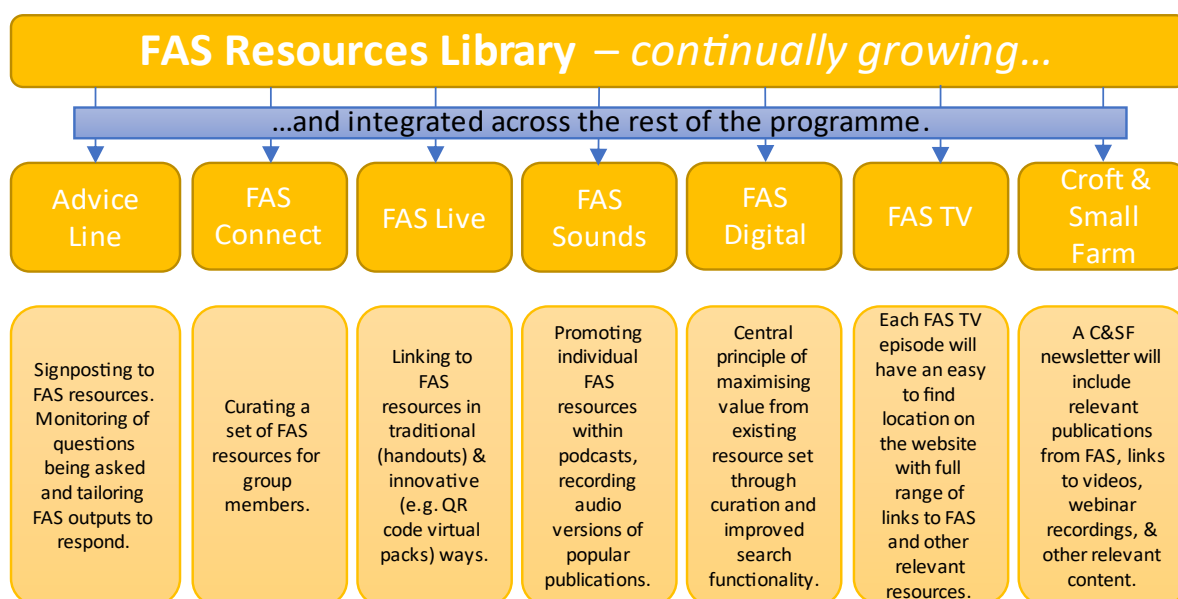 FAS Resources Library – continually growing...
...and integrated across the rest of the programme.
Advice
Line
FAS
Connect
FAS Live
FAS
Sounds
FAS
Digital
FAS TV
Croft &
Small
Farm
Signposting to
FAS resources.
Monitoring of
questions
being asked
and tailoring
FAS outputs to
respond.
Curating a
set of FAS
resources for
group
members.
Linking to
FAS
resources in
traditional
(handouts) &
innovative
(e.g. QR
code virtual
packs) ways.
Promoting
individual
FAS
resources
within
podcasts,
recording
audio
versions of
popular
publications.
Central
principle of
maximising
value from
existing
resource set
through
curation and
improved
search
functionality.
Each FAS TV
episode will
have an easy
to find
location on
the website
with full
range of
links to FAS
and other
relevant
resources.
A C&SF
newsletter will
include
relevant
publications
from FAS, links
to videos,
webinar
recordings, &
other relevant
content.